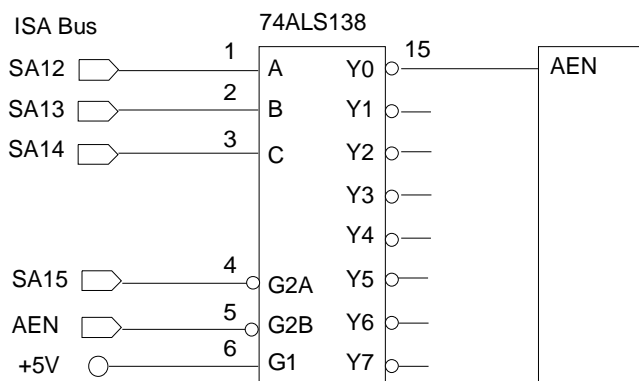 ISA Bus 74ALS138
SA12 1 A Y0 15 AEN
SA13 2 B Y1
SA14 3 C Y2
Y3
Y4
SA15 4 G2A Y5
AEN 5 G2B Y6
+5V 6 G1 Y7